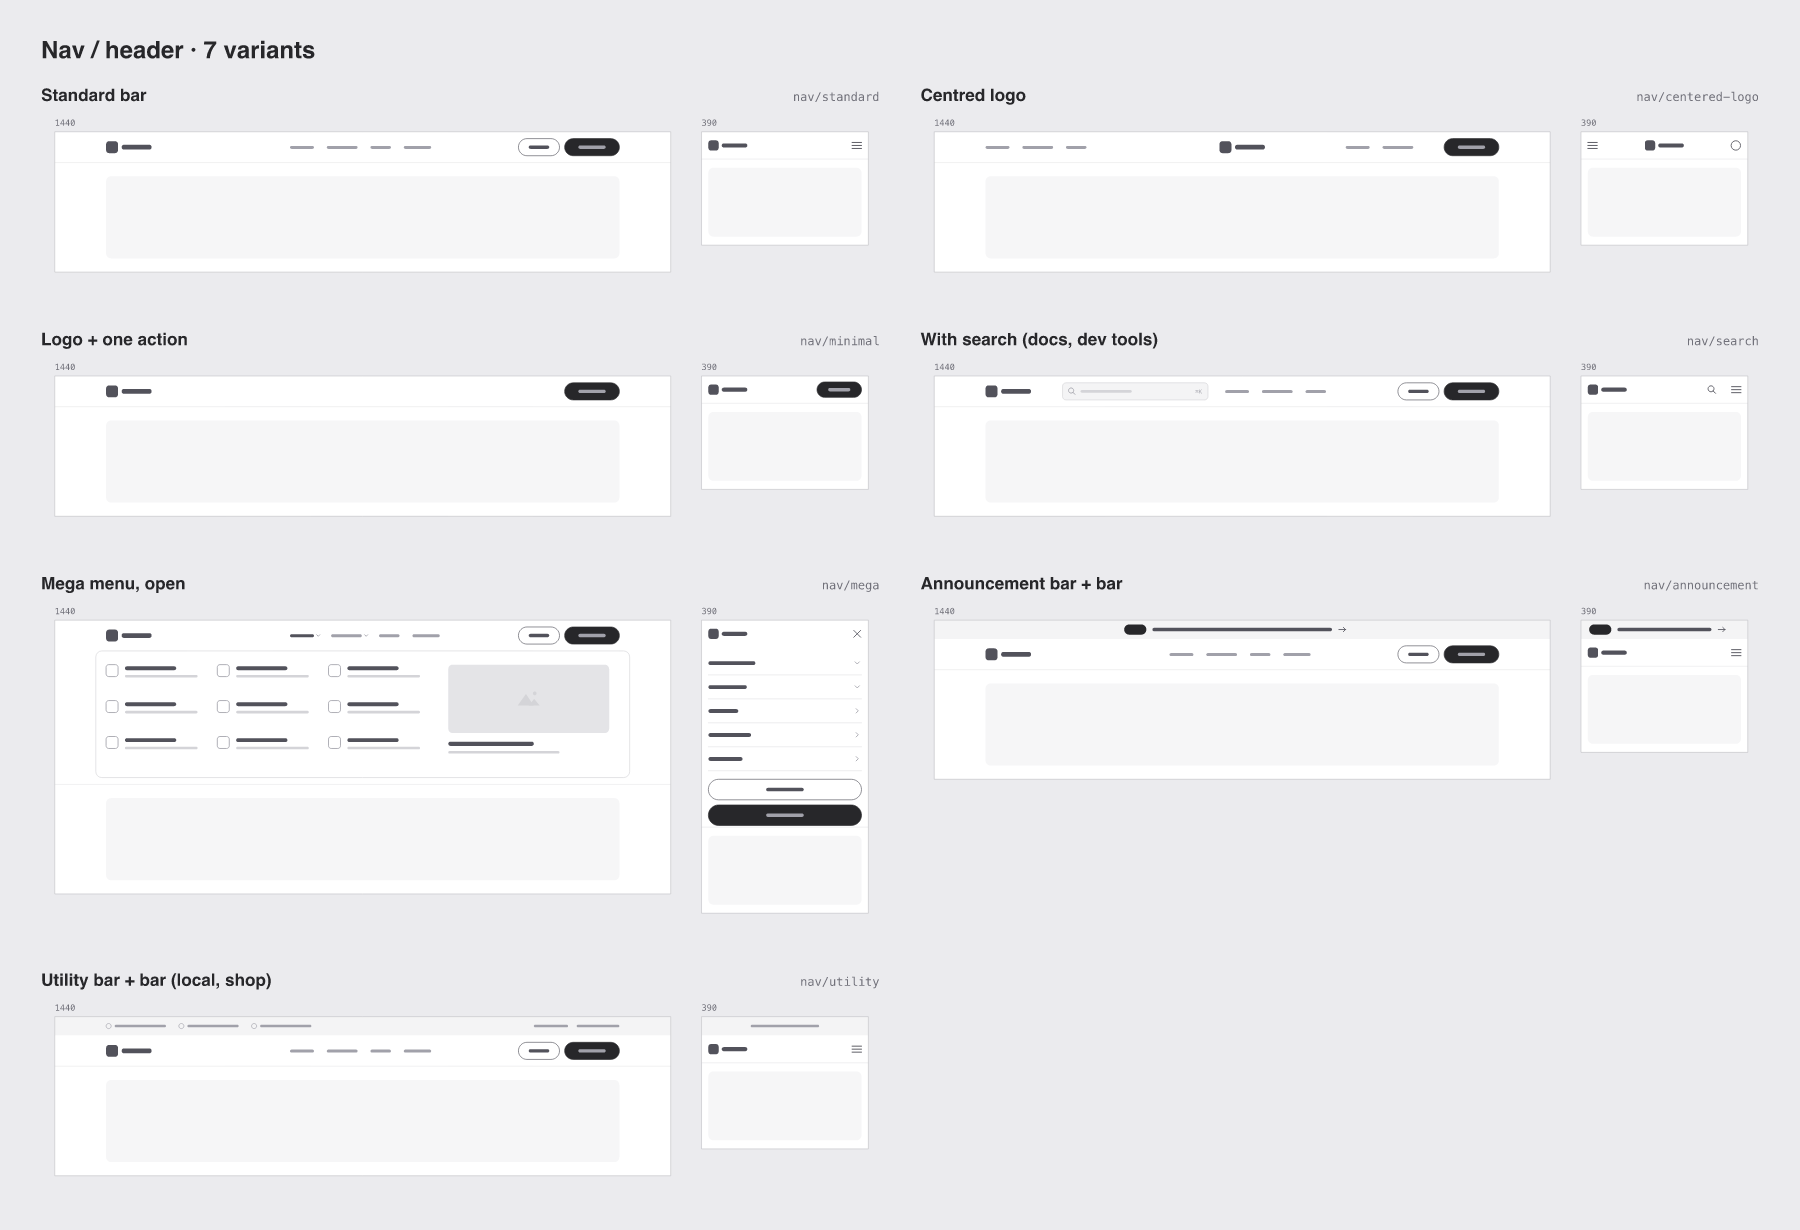 Nav / header · 7 variants
Standard bar
nav/standard
1440
390
Centred logo
nav/centered-logo
1440
390
Logo + one action
nav/minimal
1440
390
With search (docs, dev tools)
nav/search
1440
390
Mega menu, open
nav/mega
1440
390
Announcement bar + bar
nav/announcement
1440
390
Utility bar + bar (local, shop)
nav/utility
1440
390